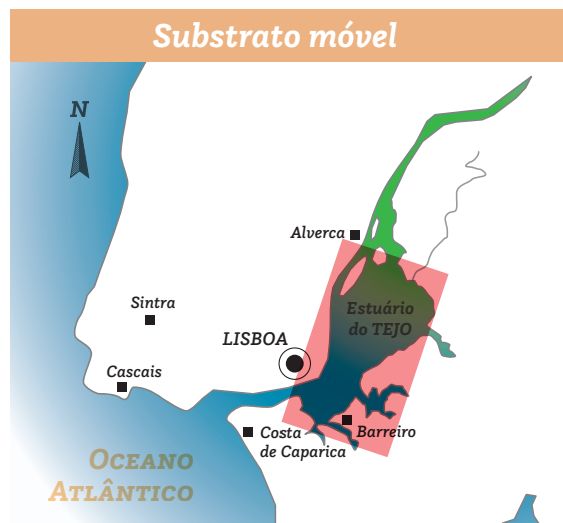 Substrato móvel
N
Alverca
Sintra
Estuário
do TEJO
LISBOA
Cascais
Costa
de Caparica
Barreiro
OCEANO
ATLÂNTICO